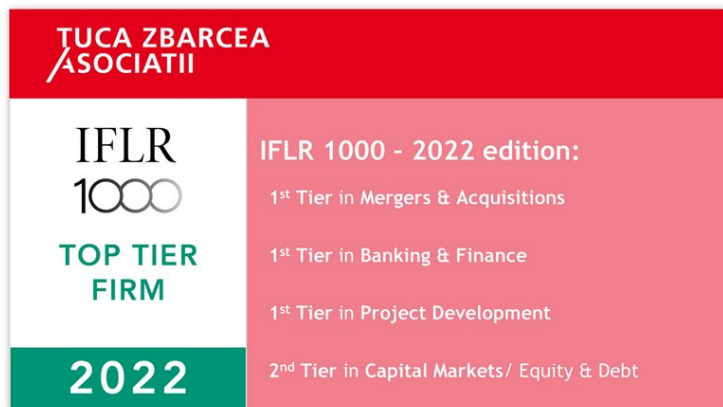 TUCA ZBARCEA
ASOCIATII
IFLR
1000
TOP TIER
FIRM
2022
IFLR 1000 - 2022 edition:
1st Tier in Mergers & Acquisitions
1st Tier in Banking & Finance
1st Tier in Project Development
2nd Tier in Capital Markets/ Equity & Debt